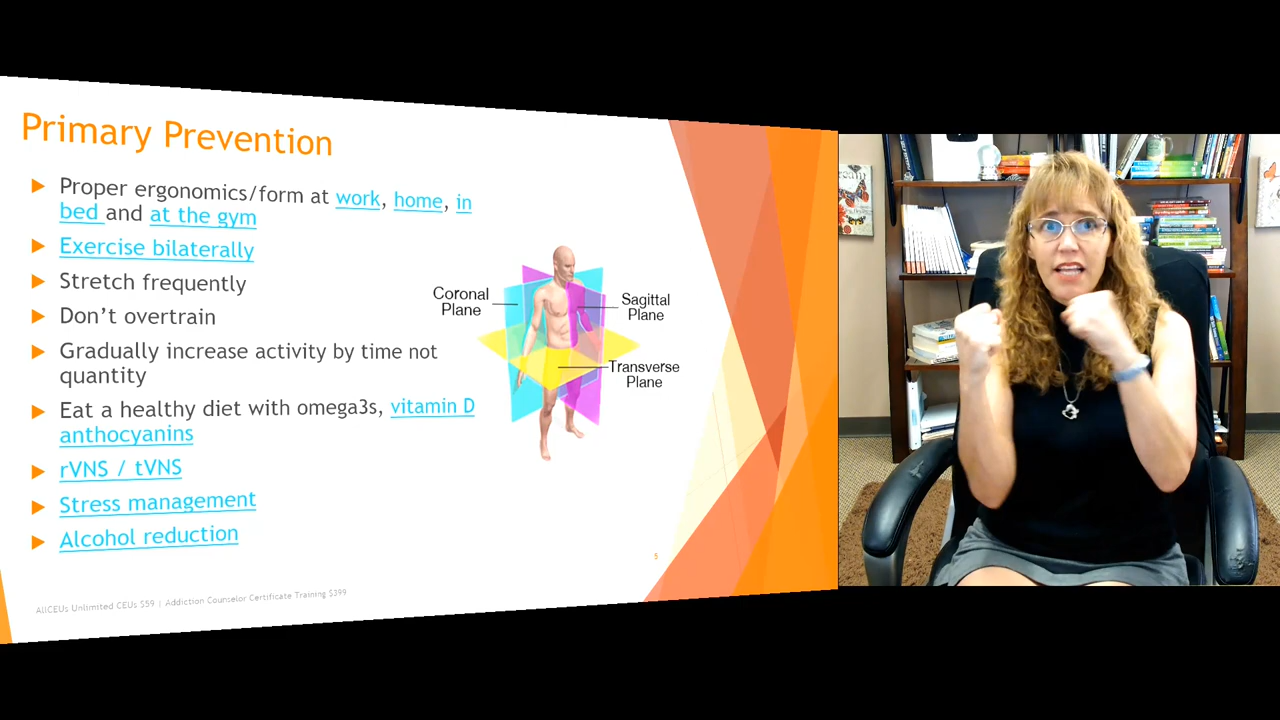 Primary Prevention
Proper ergonomics/form at work, home, in
bed and at the gym
Exercise bilaterally
Stretch frequently
Don't overtrain
Gradually increase activity by time not
quantity
Eat a healthy diet with omega3s, vitamin D
anthocyanins
rVNS / tVNS
Stress management
Alcohol reduction
Coronal
Plane
Sagittal
Plane
Transverse
Plane
5
AllCEUs Unlimited CEUs $59 | Addiction Counselor Certificate Training $399